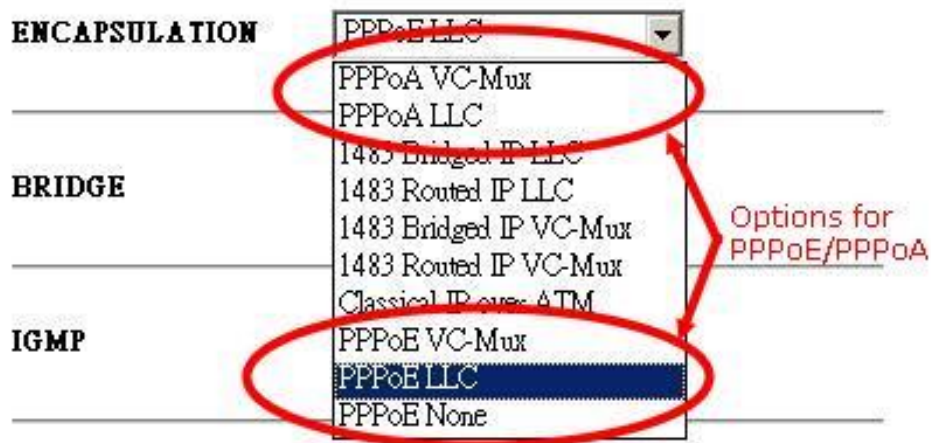 ENCAPSULATION
PPPoE LLC
PPPoA VC-Mux
PPPoA LLC
1483 Bridged IP LLC
BRIDGE
1483 Routed IP LLC
1483 Bridged IP VC-Mux
1483 Routed IP VC-Mux
Classical IP over ATM
Options for
PPPoE/PPPoA
IGMP
PPPoE VC-Mux
PPPoE LLC
PPPoE None